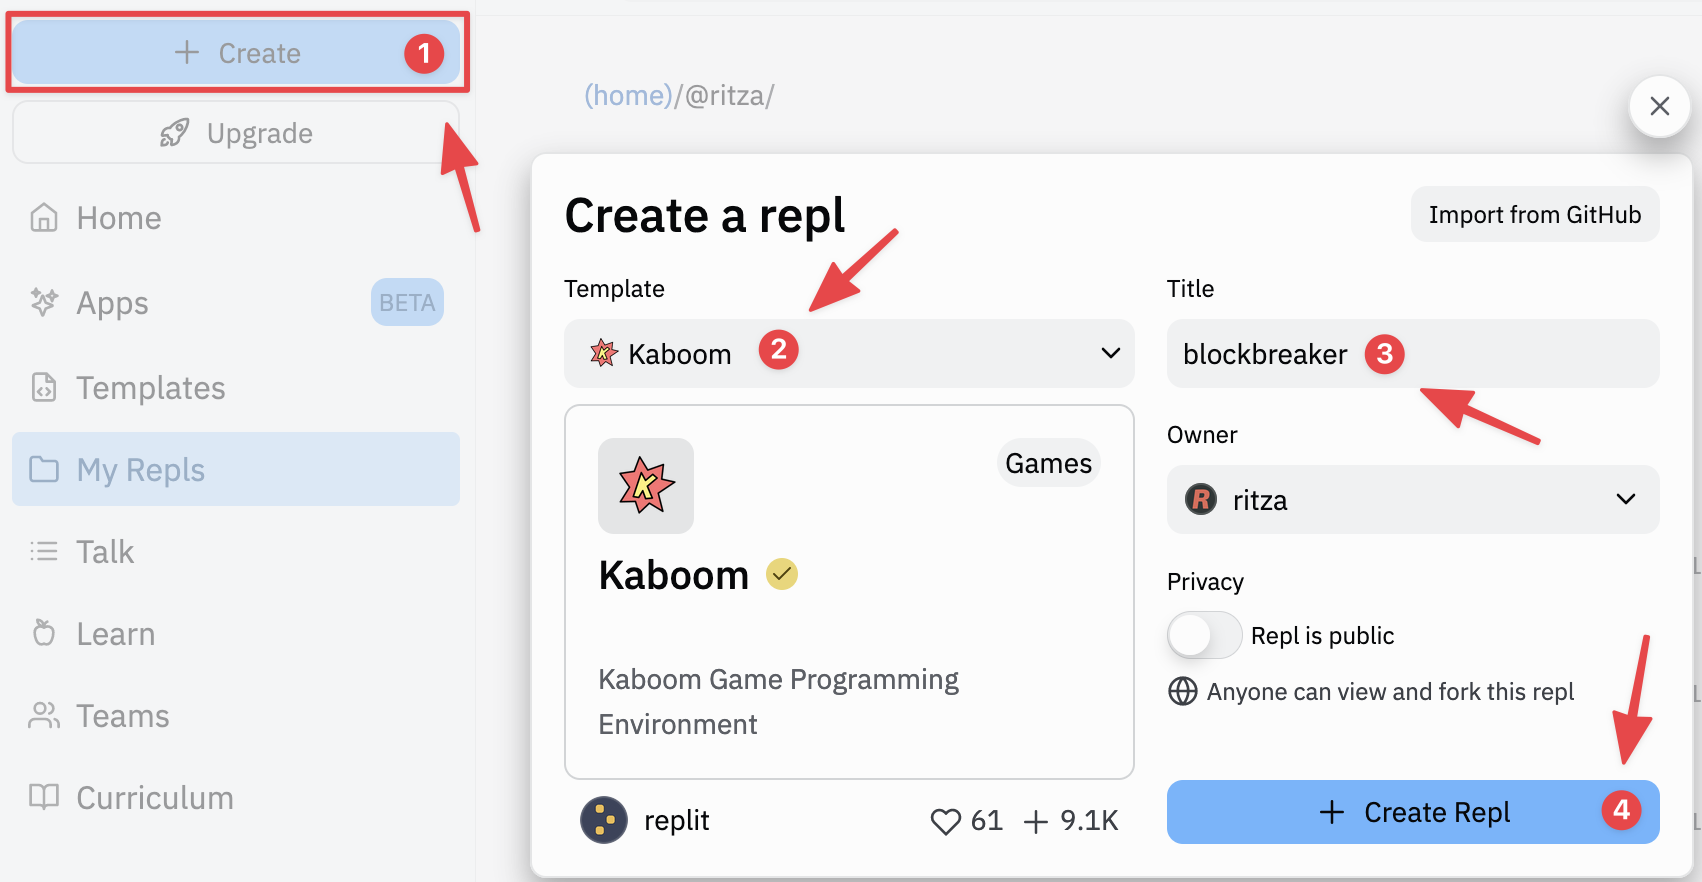 + Create 1
Upgrade
Home
Apps BETA
Templates
My Repls
Talk
Learn
Teams
Curriculum
(home)/@ritza/
Create a repl
Import from GitHub
Template
K Kaboom 2
K
Games
Kaboom
Kaboom Game Programming
Environment
replit
61 + 9.1K
Title
blockbreaker 3
Owner
R ritza
Privacy
Repl is public
Anyone can view and fork this repl
+ Create Repl 4